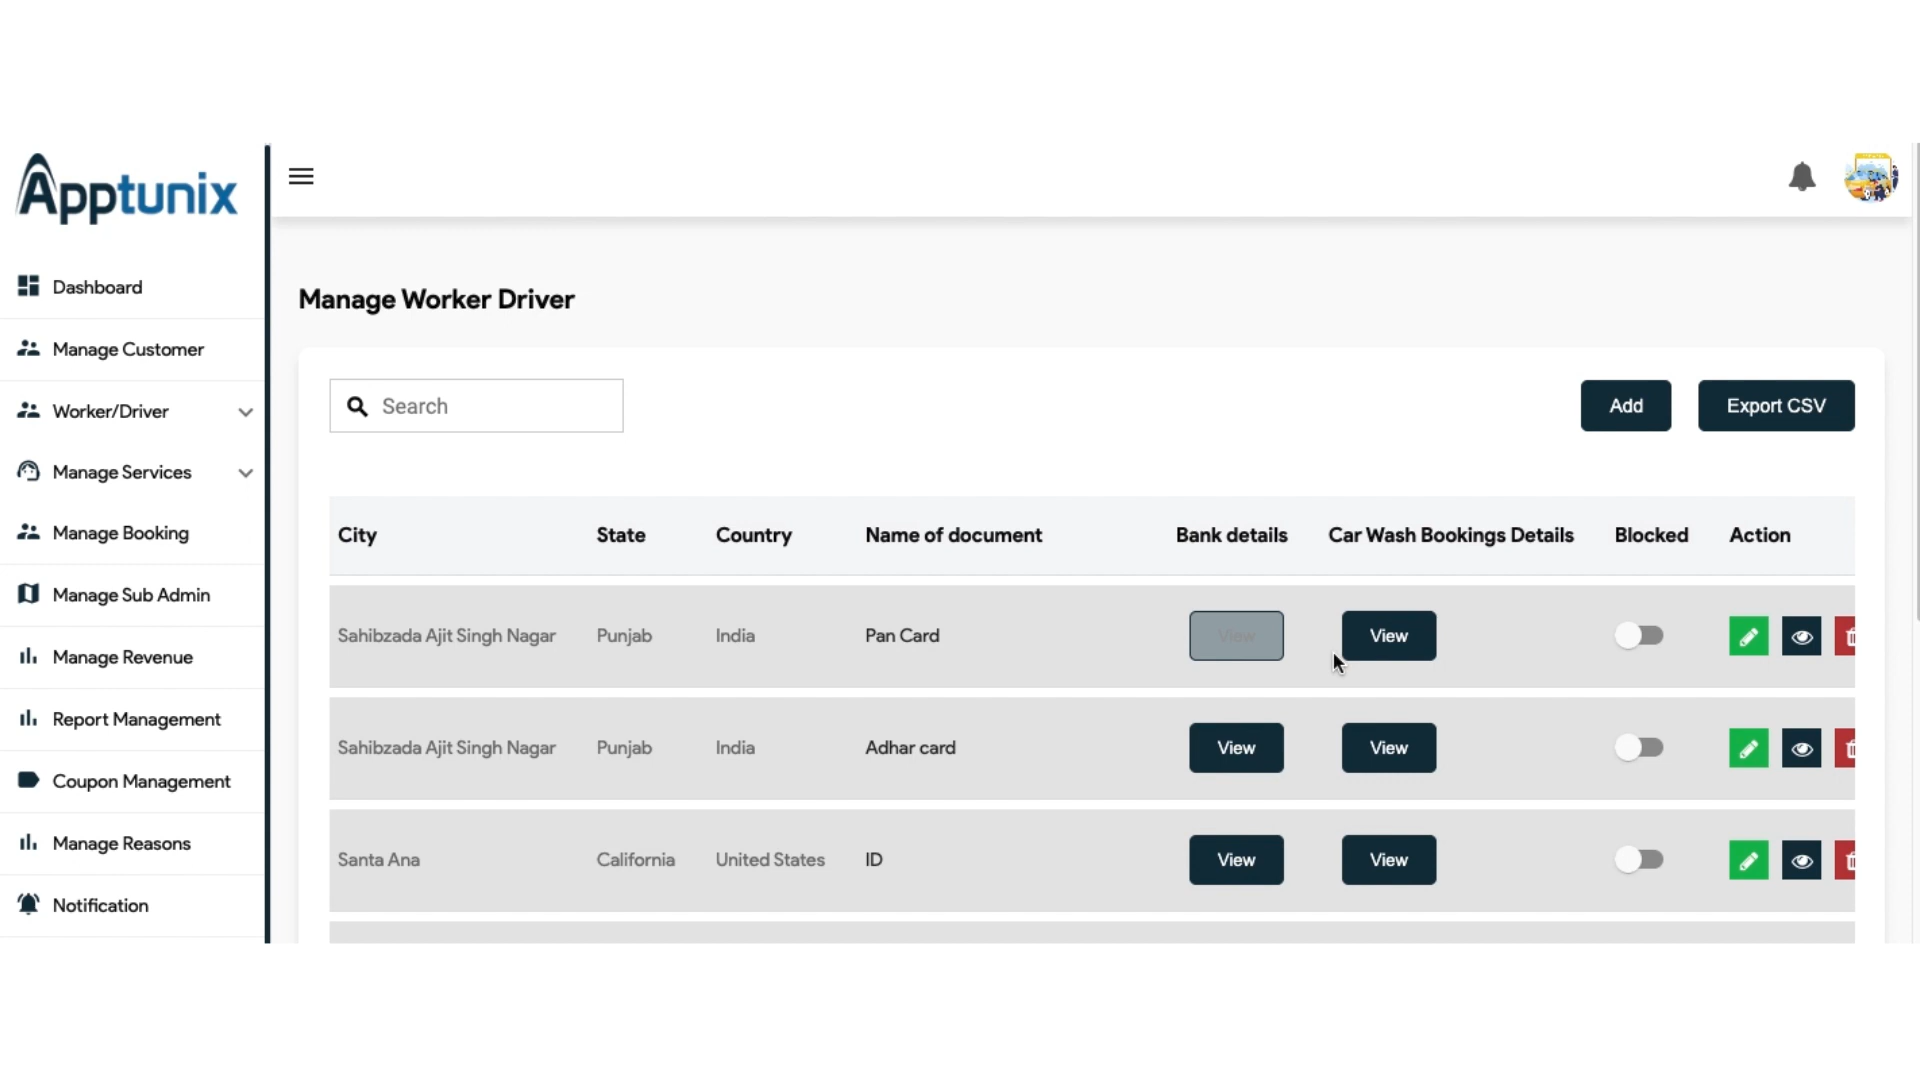 Apptunix
Dashboard
Manage Customer
Worker/Driver
Manage Services
Manage Booking
Manage Sub Admin
Manage Revenue
Report Management
Coupon Management
Manage Reasons
Notification
Manage Worker Driver
Search
Add
Export CSV
City State Country Name of document Bank details Car Wash Bookings Details Blocked Action
Sahibzada Ajit Singh Nagar Punjab India Pan Card View View
Sahibzada Ajit Singh Nagar Punjab India Adhar card View View
Santa Ana California United States ID View View